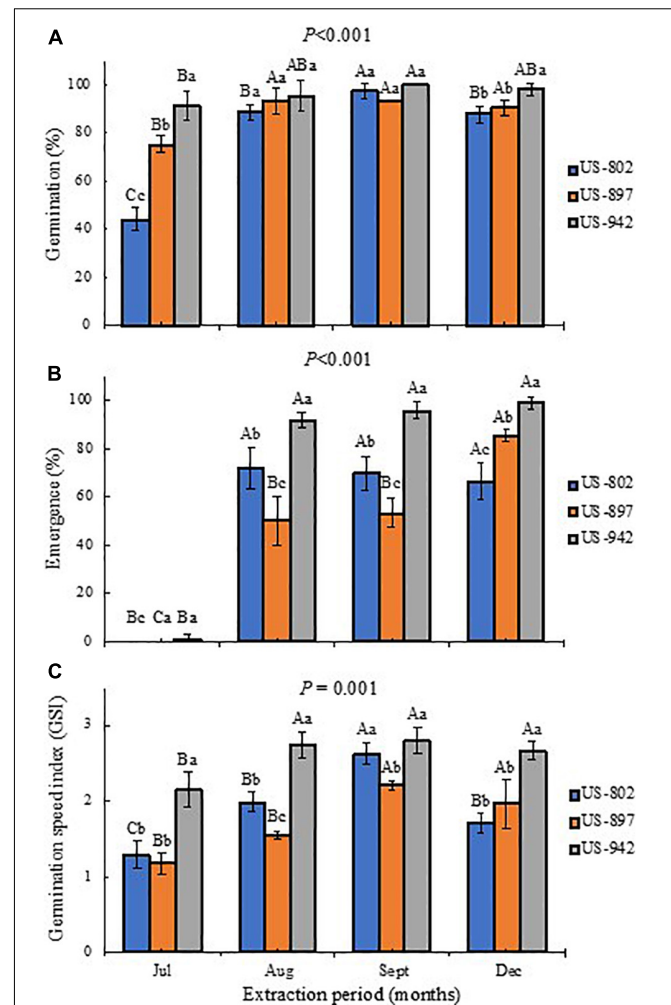 A
P<0.001
Germination (%)
100
80
60
40
20
0
Cc Bb Ba
Ba Aa ABa
Aa Aa Aa
Bb Ab ABa
US-802
US-897
US-942
B
P<0.001
Emergence (%)
100
80
60
40
20
0
Bc Ca Ba
Ab Bc Aa
Ab Bc Aa
Ac Ab Aa
US-802
US-897
US-942
C
P = 0.001
Germination speed index (GSI)
3
2
1
0
Cb Bb Ba
Bb Bc Aa
Aa Ab Aa
Bb Ab Aa
US-802
US-897
US-942
Jul Aug Sept Dec
Extraction period (months)